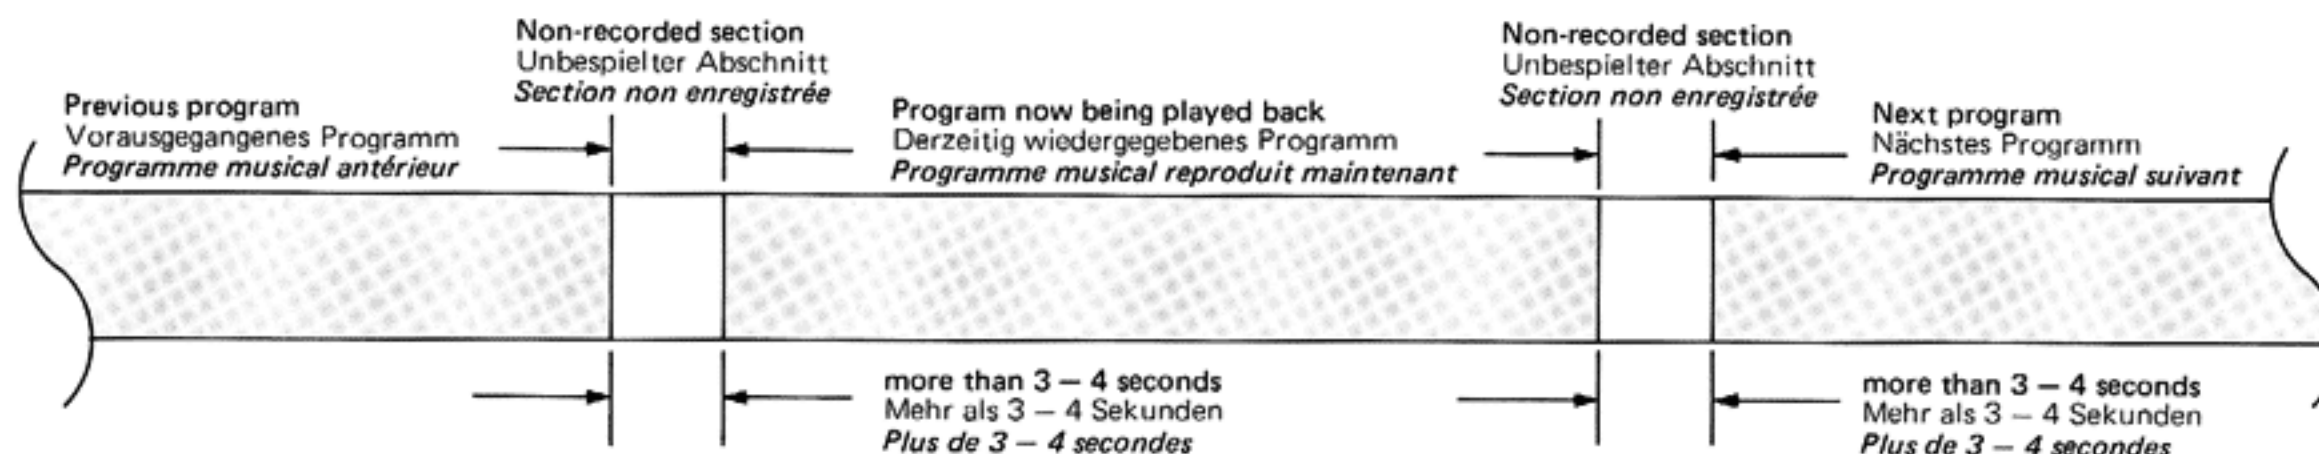 Non-recorded section
Unbespielter Abschnitt
Section non enregistrée
Non-recorded section
Unbespielter Abschnitt
Section non enregistrée
Previous program
Vorausgegangenes Programm
Programme musical antérieur
Program now being played back
Derzeitig wiedergegebenes Programm
Programme musical reproduit maintenant
Next program
Nächstes Programm
Programme musical suivant
more than 3 – 4 seconds
Mehr als 3 – 4 Sekunden
Plus de 3 – 4 secondes
more than 3 – 4 seconds
Mehr als 3 – 4 Sekunden
Plus de 3 – 4 secondes